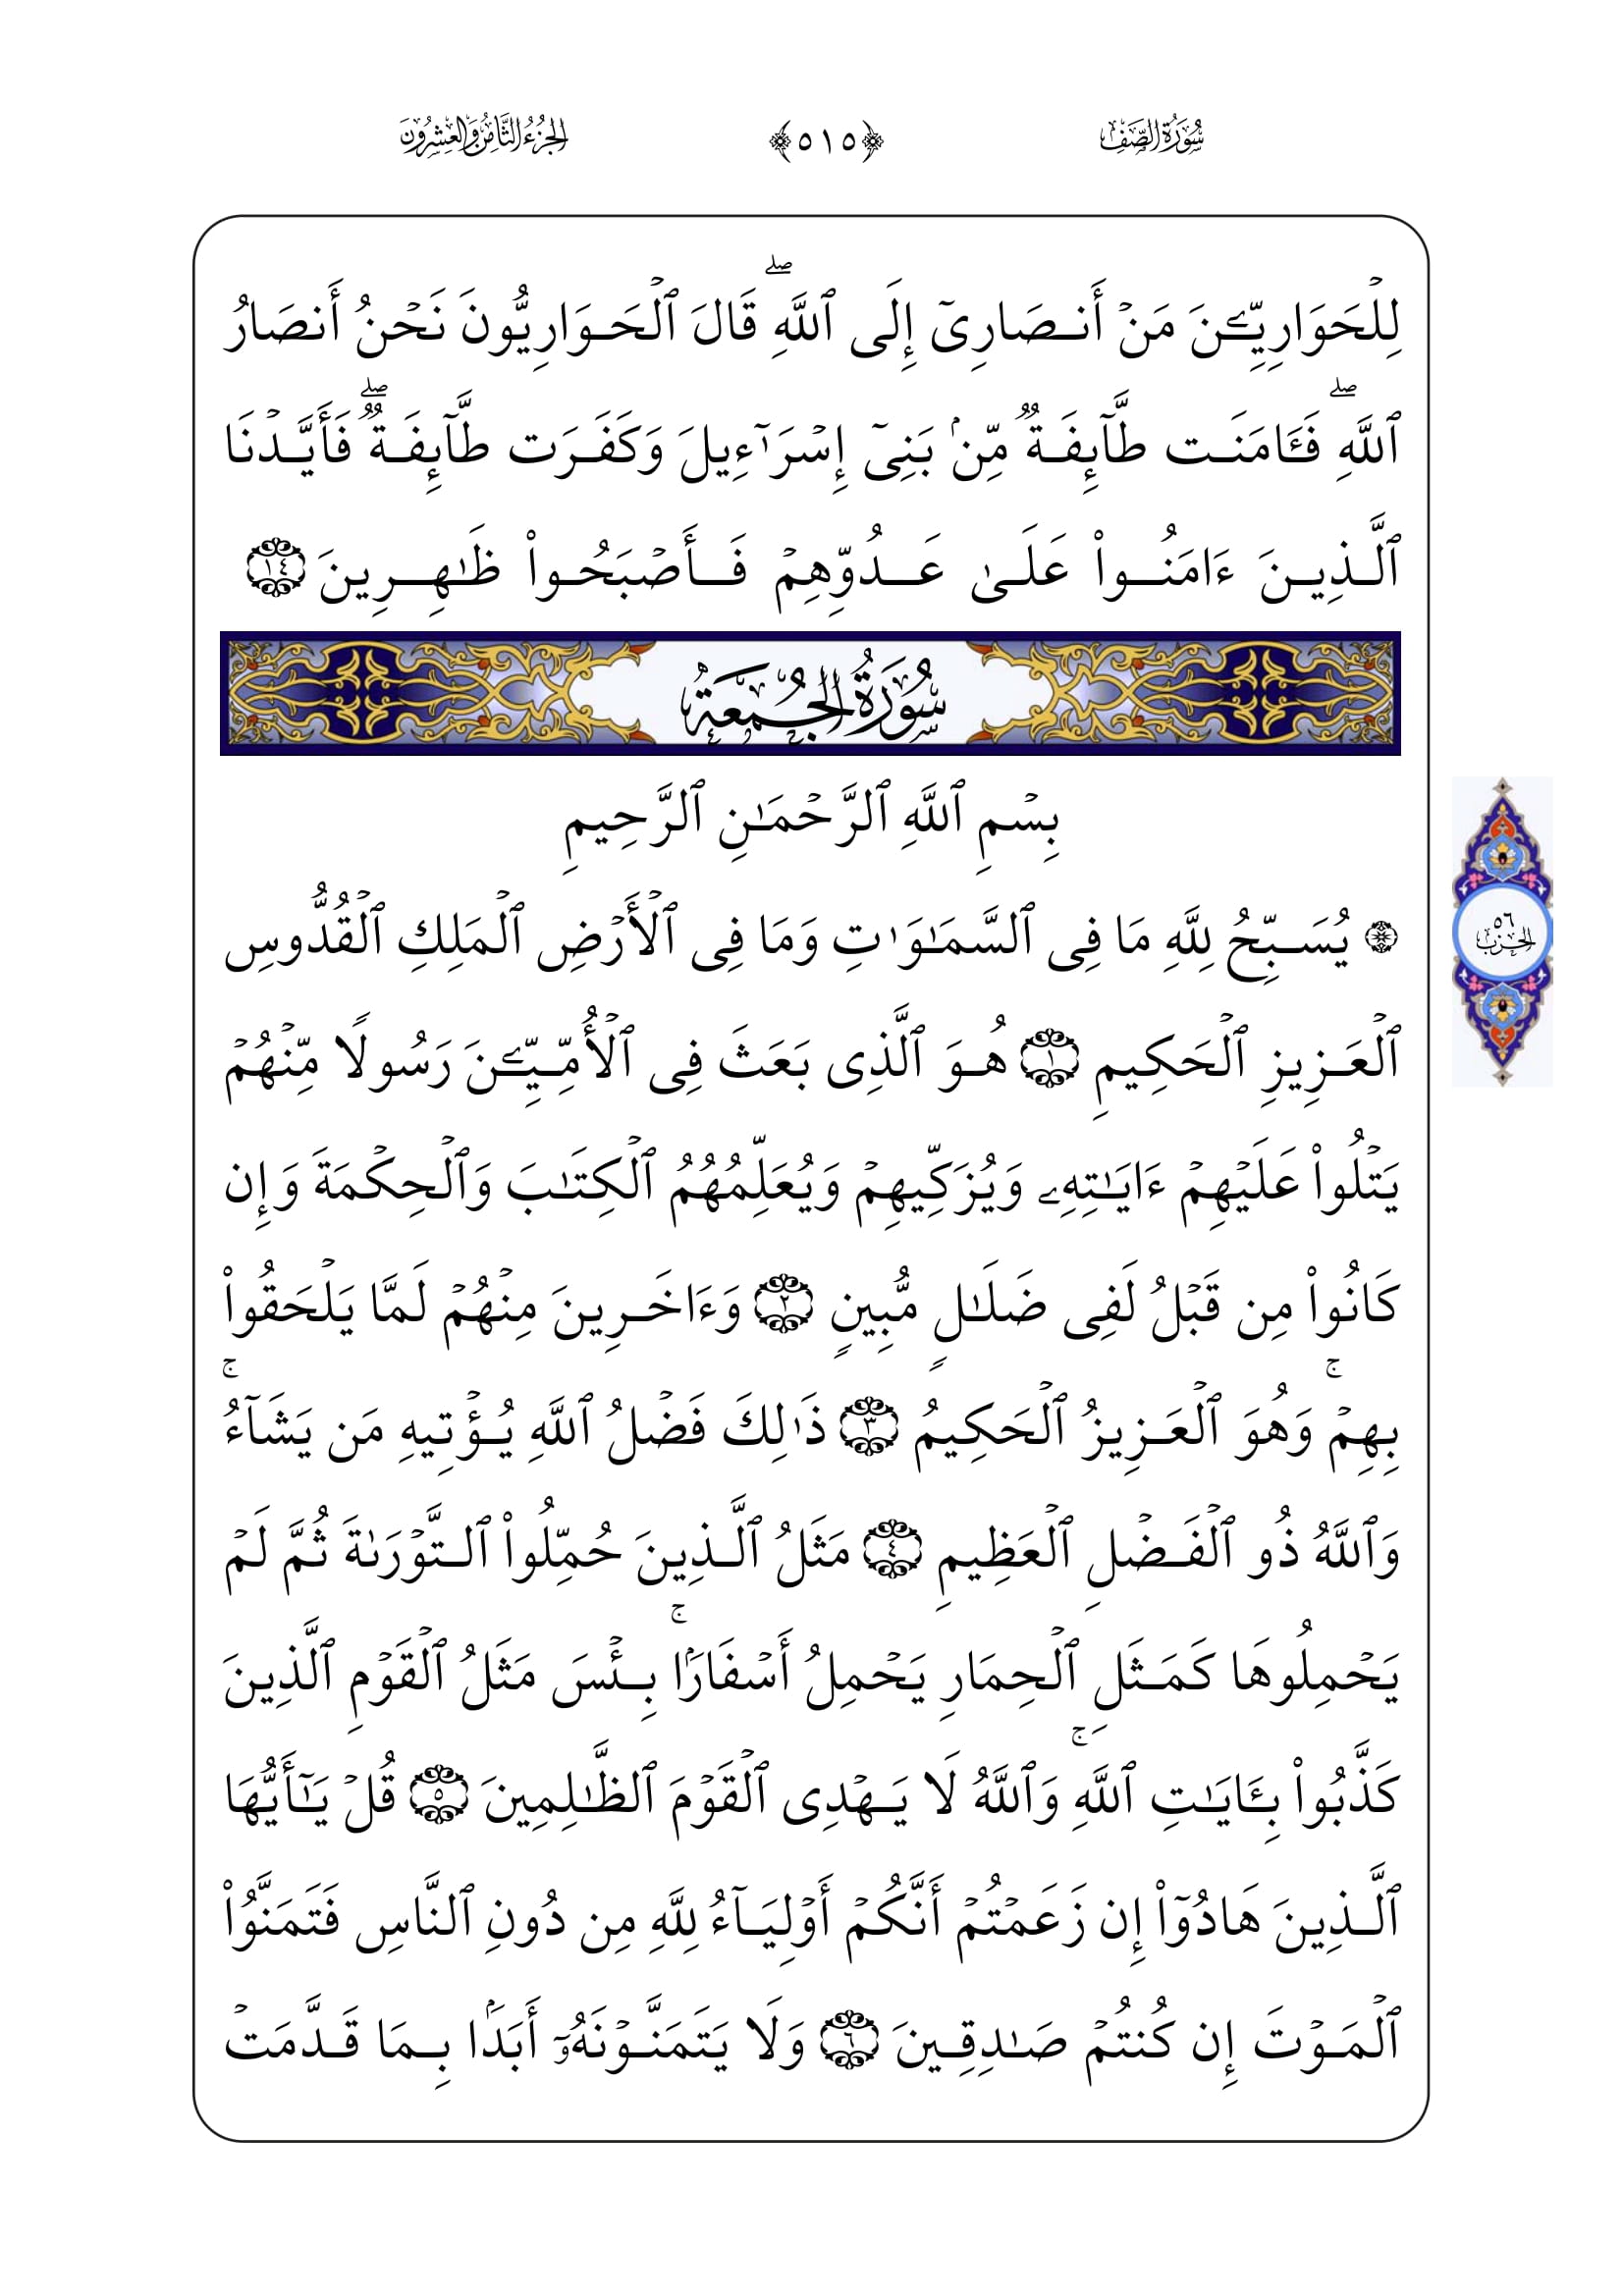 سُورَةُ الصَّفِّ ﴿٥١٥﴾ الجُزْءُ الثَّامِنُ وَالعِشْرُونَ
لِلۡحَوَارِيِّـۧنَ مَنۡ أَنصَارِيٓ إِلَى ٱللَّهِۖ قَالَ ٱلۡحَوَارِيُّونَ نَحۡنُ أَنصَارُ
ٱللَّهِۖ فَـَٔامَنَت طَّآئِفَةٞ مِّنۢ بَنِيٓ إِسۡرَٰٓءِيلَ وَكَفَرَت طَّآئِفَةٞۖ فَأَيَّدۡنَا
ٱلَّذِينَ ءَامَنُواْ عَلَىٰ عَدُوِّهِمۡ فَأَصۡبَحُواْ ظَٰهِرِينَ ١٤
سُورَةُ الجُمُعَةِ
بِسۡمِ ٱللَّهِ ٱلرَّحۡمَٰنِ ٱلرَّحِيمِ
۞ يُسَبِّحُ لِلَّهِ مَا فِي ٱلسَّمَٰوَٰتِ وَمَا فِي ٱلۡأَرۡضِ ٱلۡمَلِكِ ٱلۡقُدُّوسِ
الحزب ٥٦
ٱلۡعَزِيزِ ٱلۡحَكِيمِ ١ هُوَ ٱلَّذِي بَعَثَ فِي ٱلۡأُمِّيِّـۧنَ رَسُولٗا مِّنۡهُمۡ
يَتۡلُواْ عَلَيۡهِمۡ ءَايَٰتِهِۦ وَيُزَكِّيهِمۡ وَيُعَلِّمُهُمُ ٱلۡكِتَٰبَ وَٱلۡحِكۡمَةَ وَإِن
كَانُواْ مِن قَبۡلُ لَفِي ضَلَٰلٖ مُّبِينٖ ٢ وَءَاخَرِينَ مِنۡهُمۡ لَمَّا يَلۡحَقُواْ
بِهِمۡۚ وَهُوَ ٱلۡعَزِيزُ ٱلۡحَكِيمُ ٣ ذَٰلِكَ فَضۡلُ ٱللَّهِ يُؤۡتِيهِ مَن يَشَآءُۚ
وَٱللَّهُ ذُو ٱلۡفَضۡلِ ٱلۡعَظِيمِ ٤ مَثَلُ ٱلَّذِينَ حُمِّلُواْ ٱلتَّوۡرَىٰةَ ثُمَّ لَمۡ
يَحۡمِلُوهَا كَمَثَلِ ٱلۡحِمَارِ يَحۡمِلُ أَسۡفَارَۢاۚ بِئۡسَ مَثَلُ ٱلۡقَوۡمِ ٱلَّذِينَ
كَذَّبُواْ بِـَٔايَٰتِ ٱللَّهِۚ وَٱللَّهُ لَا يَهۡدِي ٱلۡقَوۡمَ ٱلظَّٰلِمِينَ ٥ قُلۡ يَٰٓأَيُّهَا
ٱلَّذِينَ هَادُوٓاْ إِن زَعَمۡتُمۡ أَنَّكُمۡ أَوۡلِيَآءُ لِلَّهِ مِن دُونِ ٱلنَّاسِ فَتَمَنَّوُاْ
ٱلۡمَوۡتَ إِن كُنتُمۡ صَٰدِقِينَ ٦ وَلَا يَتَمَنَّوۡنَهُۥٓ أَبَدَۢا بِمَا قَدَّمَتۡ